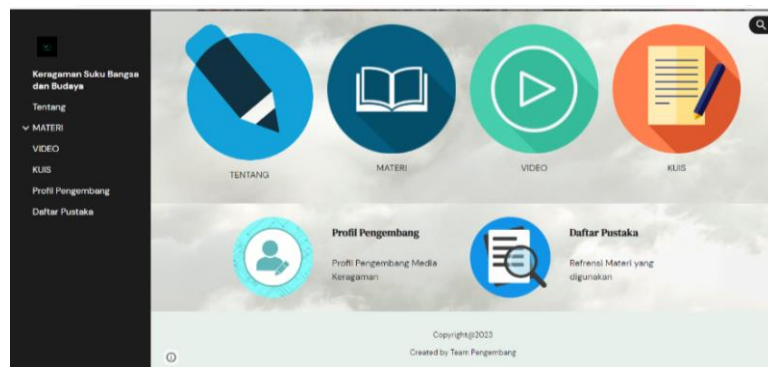 Keragaman Suku Bangsa
dan Budaya
Tentang
MATERI
VIDEO
KUIS
Profil Pengembang
Daftar Pustaka
TENTANG
MATERI
VIDEO
KUIS
Profil Pengembang
Profil Pengembang Media
Keragaman
Daftar Pustaka
Refrensi Materi yang
digunakan
Copyright@2023
Created by Team Pengembang